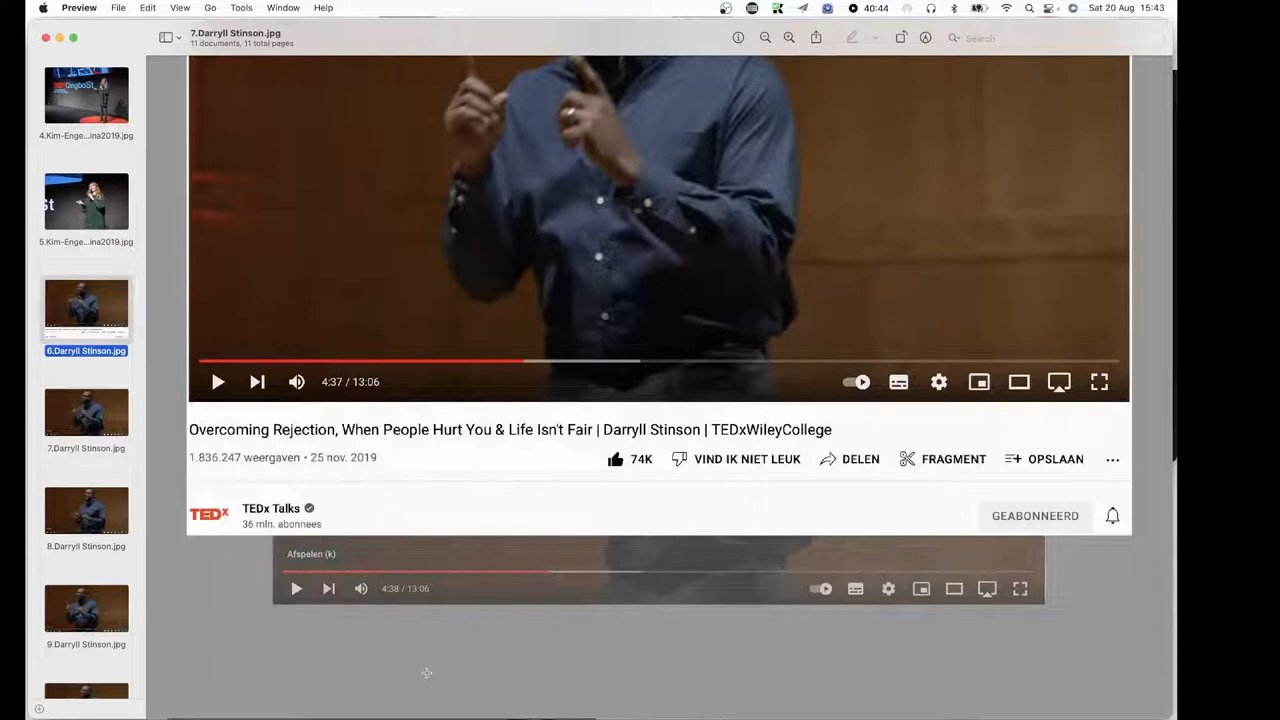 Preview File Edit View Go Tools Window Help 40:44 Sat 20 Aug 15:43
7.Darryll Stinson.jpg
11 documents, 11 total pages
Search
TEDxQingboSt
4.Kim-Enge...ina2019.jpg
St
5.Kim-Enge...ina2019.jpg
6.Darryll Stinson.jpg
7.Darryll Stinson.jpg
8.Darryll Stinson.jpg
9.Darryll Stinson.jpg
4:37 / 13:06
Overcoming Rejection, When People Hurt You & Life Isn't Fair | Darryll Stinson | TEDxWileyCollege
1.836.247 weergaven • 25 nov. 2019
74K VIND IK NIET LEUK DELEN FRAGMENT OPSLAAN
TEDx TEDx Talks
36 mln. abonnees
GEABONNEERD
Afspelen (k)
4:38 / 13:06